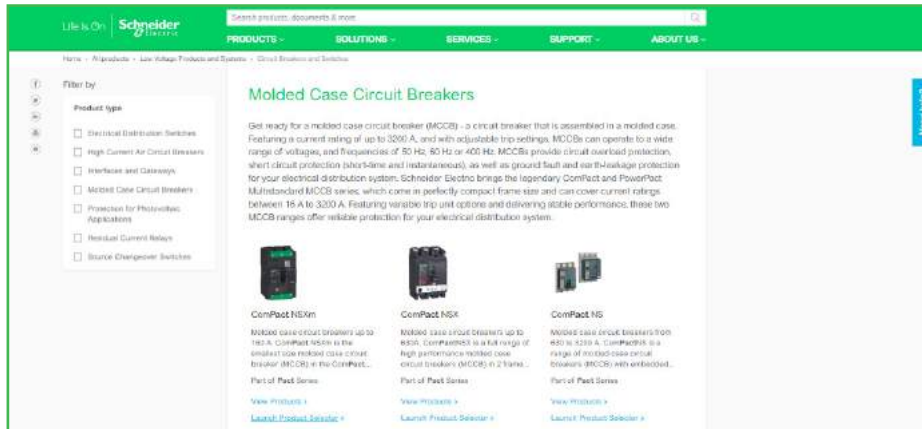 Life Is On
Schneider
Electric
Search products, documents & more
PRODUCTS
SOLUTIONS
SERVICES
SUPPORT
ABOUT US
Home
All products
Low Voltage Products and Systems
Circuit Breakers and Switches
Filter by
Product type
Electrical Distribution Switches
High Current Air Circuit Breakers
Interfaces and Gateways
Molded Case Circuit Breakers
Protection for Photovoltaic
Applications
Residual Current Relays
Source Changeover Switches
Molded Case Circuit Breakers
Get ready for a molded case circuit breaker (MCCB) - a circuit breaker that is assembled in a molded case.
Featuring a current rating of up to 3200 A, and with adjustable trip settings, MCCBs can operate to a wide
range of voltages, and frequencies of 50 Hz, 60 Hz or 400 Hz. MCCBs provide circuit overload protection,
short circuit protection (short-time and instantaneous), as well as ground fault and earth-leakage protection
for your electrical distribution system. Schneider Electric brings the legendary ComPact and PowerPact
Multistandard MCCB series, which come in perfectly compact frame size and can cover current ratings
between 16 A to 3200 A. Featuring variable trip unit options and delivering stable performance, these two
MCCB ranges offer reliable protection for your electrical distribution system.
ComPact NSXm
Molded case circuit breakers up to
160 A. ComPact NSXm is the
smallest size molded case circuit
breaker (MCCB) in the ComPact...
Part of Pact Series
View Products >
Launch Product Selector >
ComPact NSX
Molded case circuit breakers up to
630A. ComPactNSX is a full range of
high performance molded case
circuit breakers (MCCB) in 2 frame...
Part of Pact Series
View Products >
Launch Product Selector >
ComPact NS
Molded case circuit breakers from
630 to 3200 A. ComPactNS is a
range of molded case circuit
breakers (MCCB) with embedded...
Part of Pact Series
View Products >
Launch Product Selector >